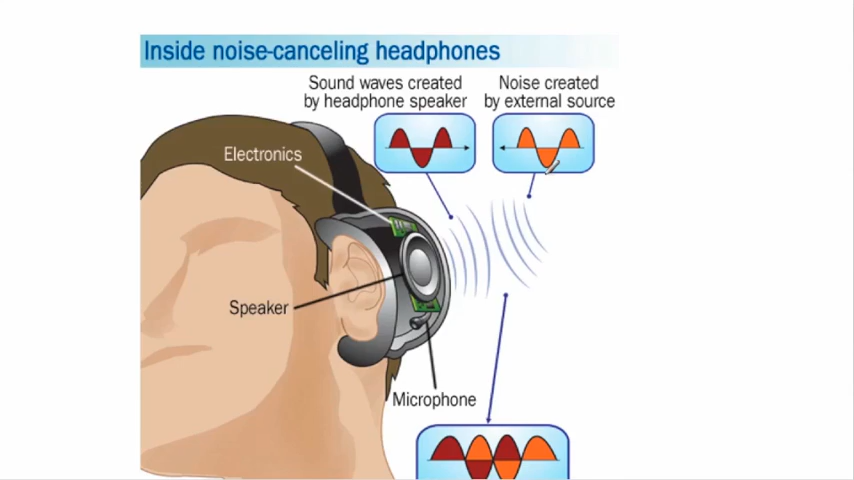 Inside noise-canceling headphones
Sound waves created
by headphone speaker
Noise created
by external source
Electronics
Speaker
Microphone